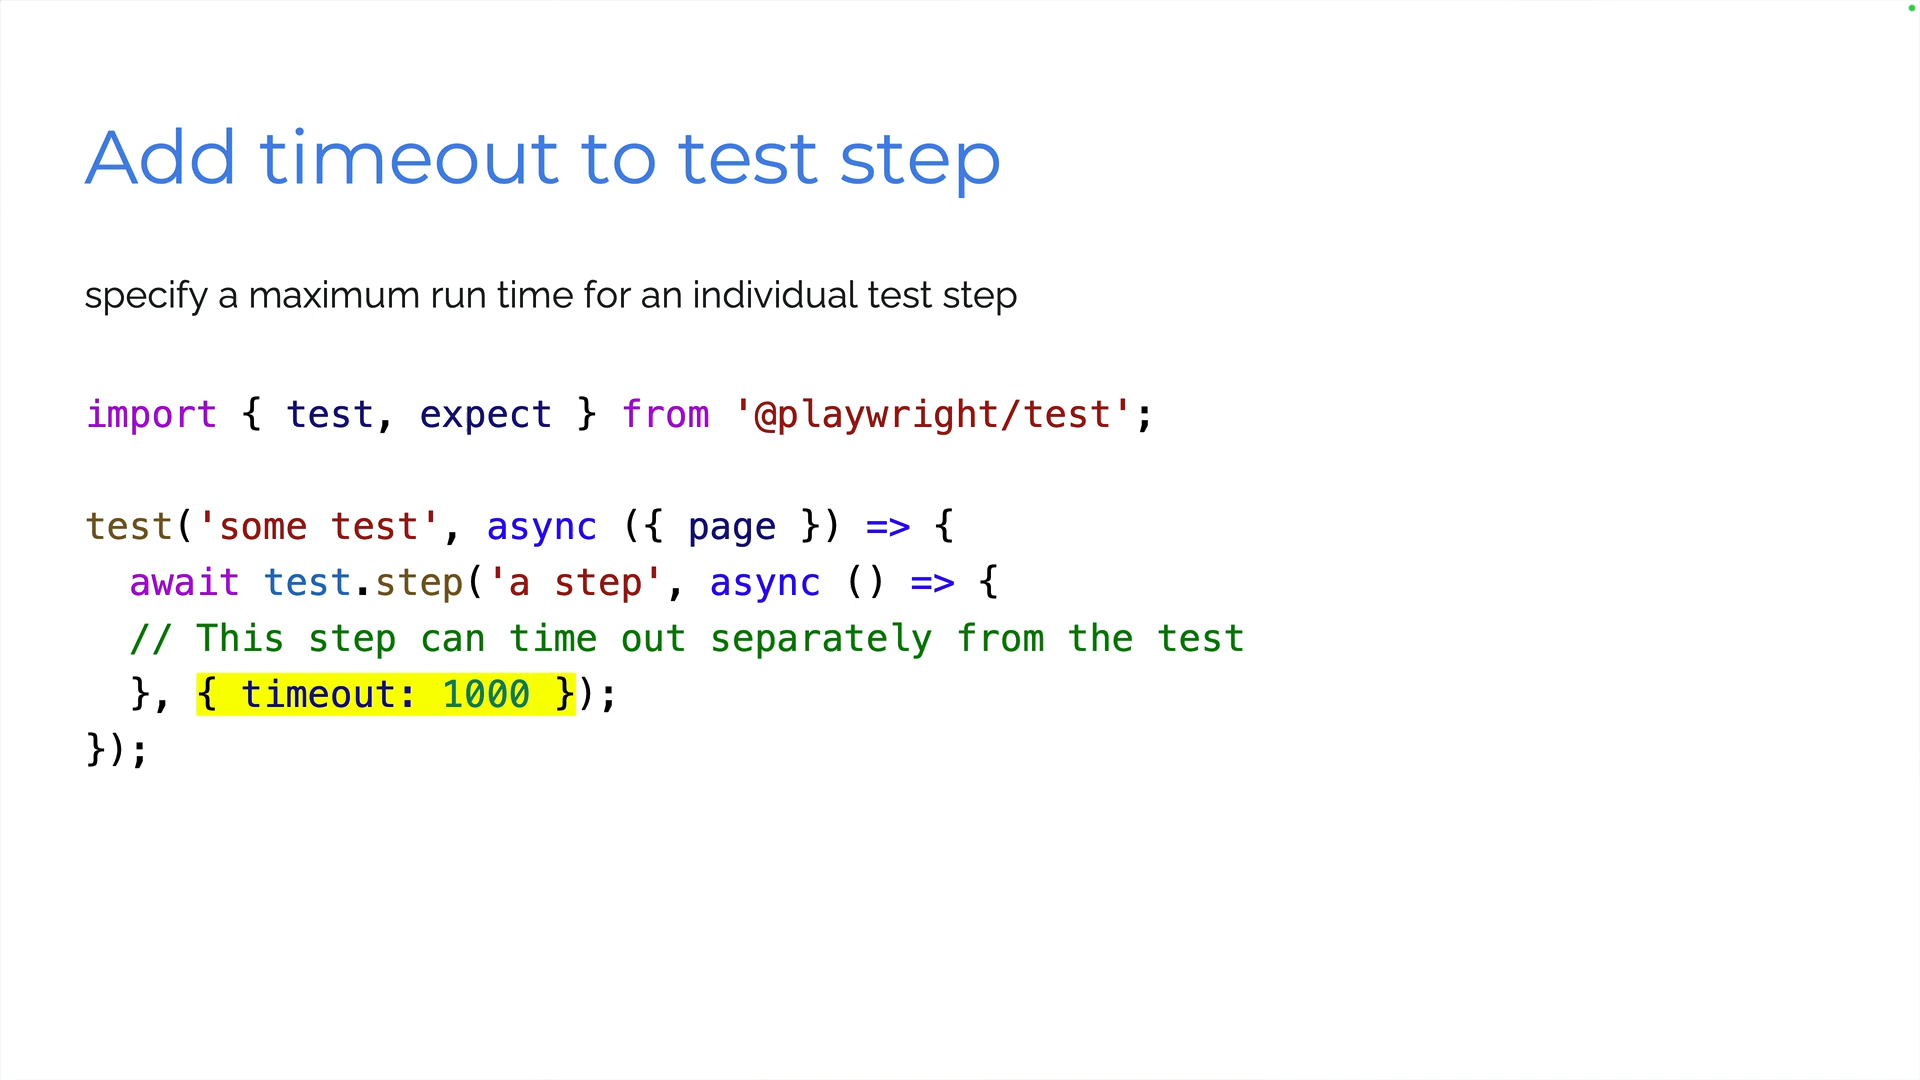 Add timeout to test step
specify a maximum run time for an individual test step
import { test, expect } from '@playwright/test';
test('some test', async ({ page }) => {
  await test.step('a step', async () => {
  // This step can time out separately from the test
  }, { timeout: 1000 });
});